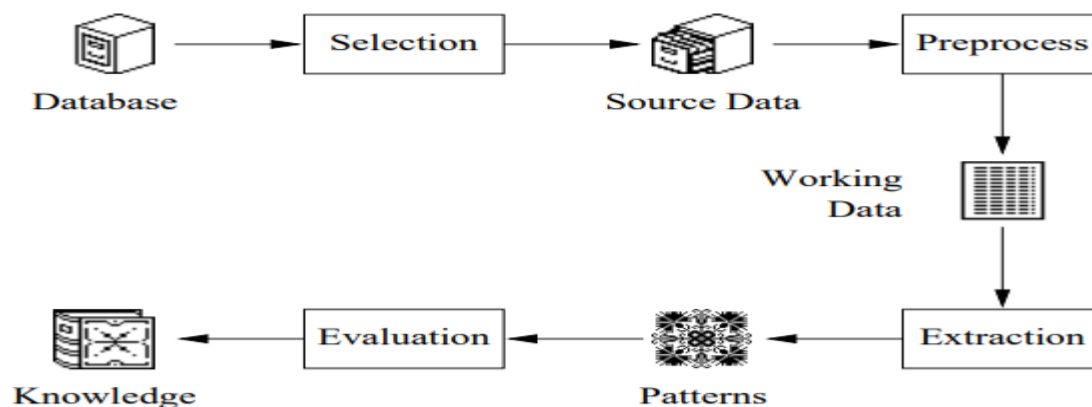 Selection
Preprocess
Database
Source Data
Working
Data
Evaluation
Extraction
Knowledge
Patterns